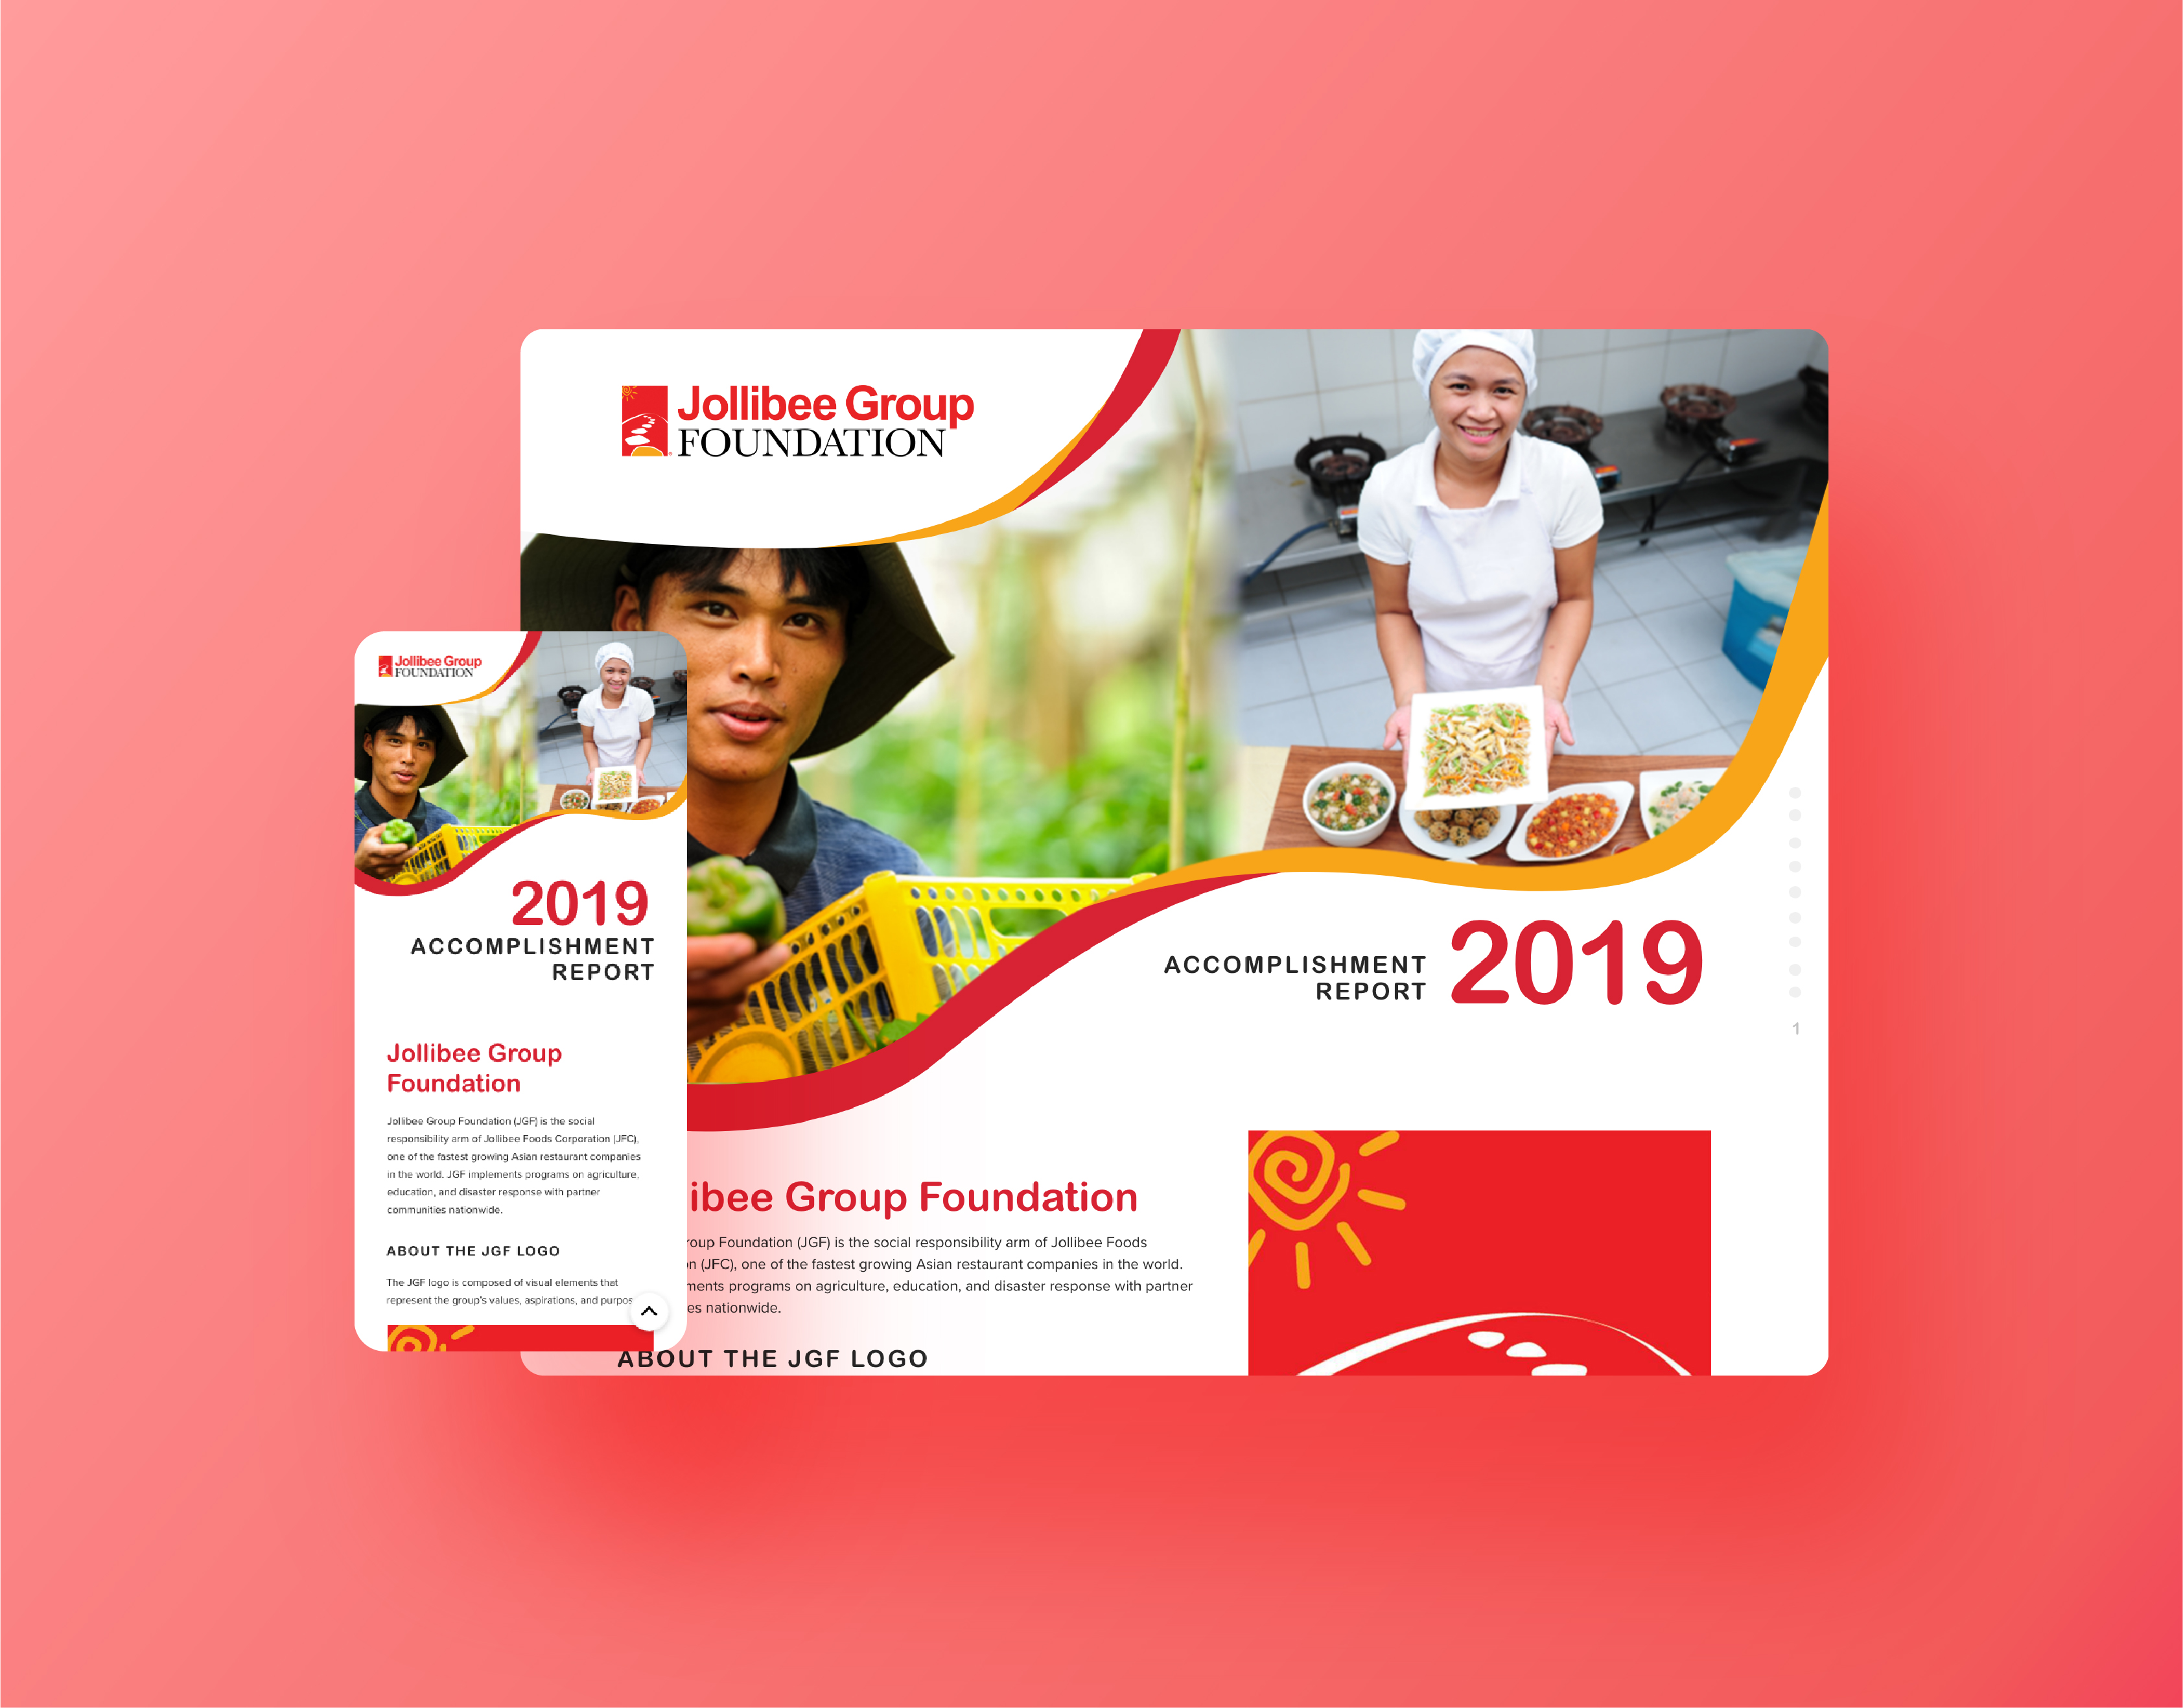 Jollibee Group
FOUNDATION
ACCOMPLISHMENT
REPORT
2019
1
Group Foundation
Foundation (JGF) is the social responsibility arm of Jollibee Foods
(JFC), one of the fastest growing Asian restaurant companies in the world.
programs on agriculture, education, and disaster response with partner
nationwide.
ABOUT THE JGF LOGO
Jollibee Group
FOUNDATION
2019
ACCOMPLISHMENT
REPORT
Jollibee Group
Foundation
Jollibee Group Foundation (JGF) is the social
responsibility arm of Jollibee Foods Corporation (JFC),
one of the fastest growing Asian restaurant companies
in the world. JGF implements programs on agriculture,
education, and disaster response with partner
communities nationwide.
ABOUT THE JGF LOGO
The JGF logo is composed of visual elements that
represent the group's values, aspirations, and